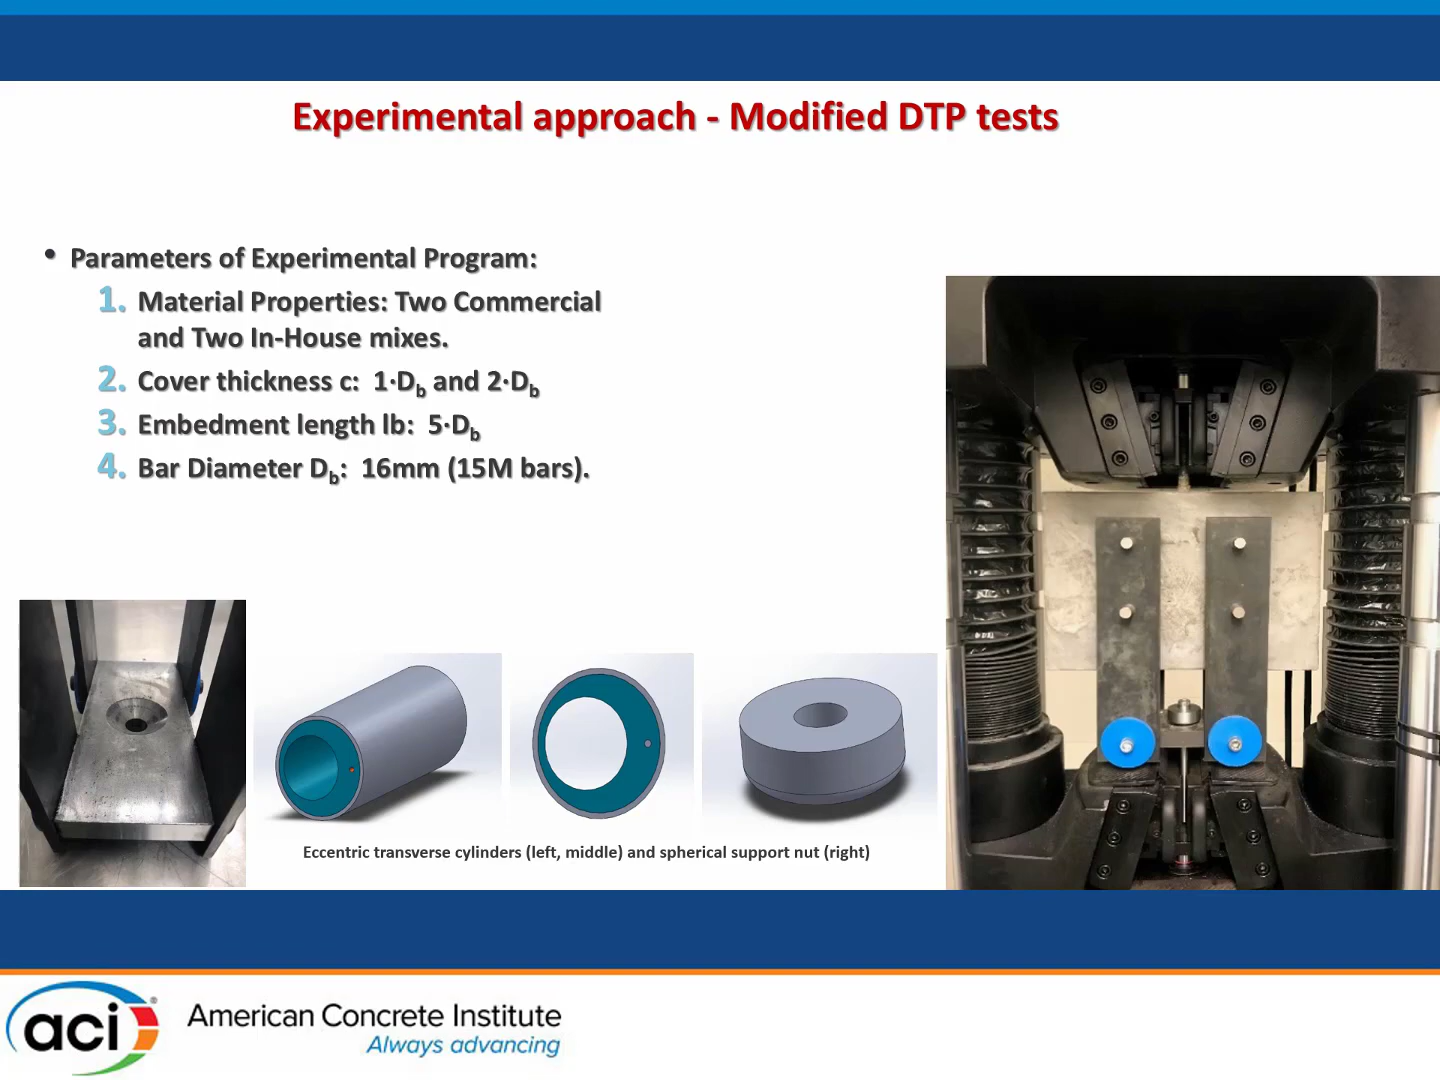 Experimental approach - Modified DTP tests
• Parameters of Experimental Program:
1. Material Properties: Two Commercial
and Two In-House mixes.
2. Cover thickness c: 1·Db and 2·Db
3. Embedment length lb: 5·Db
4. Bar Diameter Db: 16mm (15M bars).
Eccentric transverse cylinders (left, middle) and spherical support nut (right)
aci®
American Concrete Institute
Always advancing